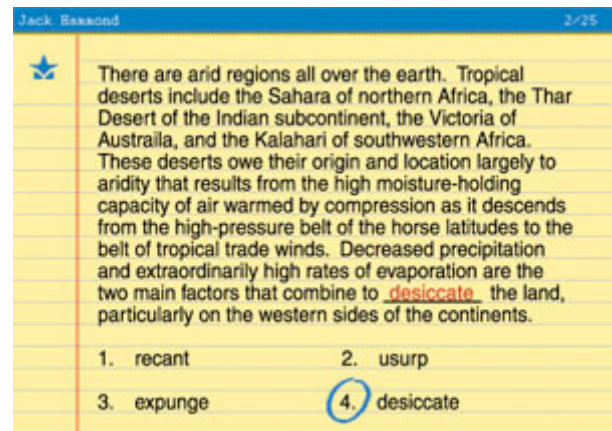 Jack Hammond 2/25
There are arid regions all over the earth. Tropical
deserts include the Sahara of northern Africa, the Thar
Desert of the Indian subcontinent, the Victoria of
Austraila, and the Kalahari of southwestern Africa.
These deserts owe their origin and location largely to
aridity that results from the high moisture-holding
capacity of air warmed by compression as it descends
from the high-pressure belt of the horse latitudes to the
belt of tropical trade winds. Decreased precipitation
and extraordinarily high rates of evaporation are the
two main factors that combine to desiccate the land,
particularly on the western sides of the continents.
1. recant 2. usurp
3. expunge 4. desiccate